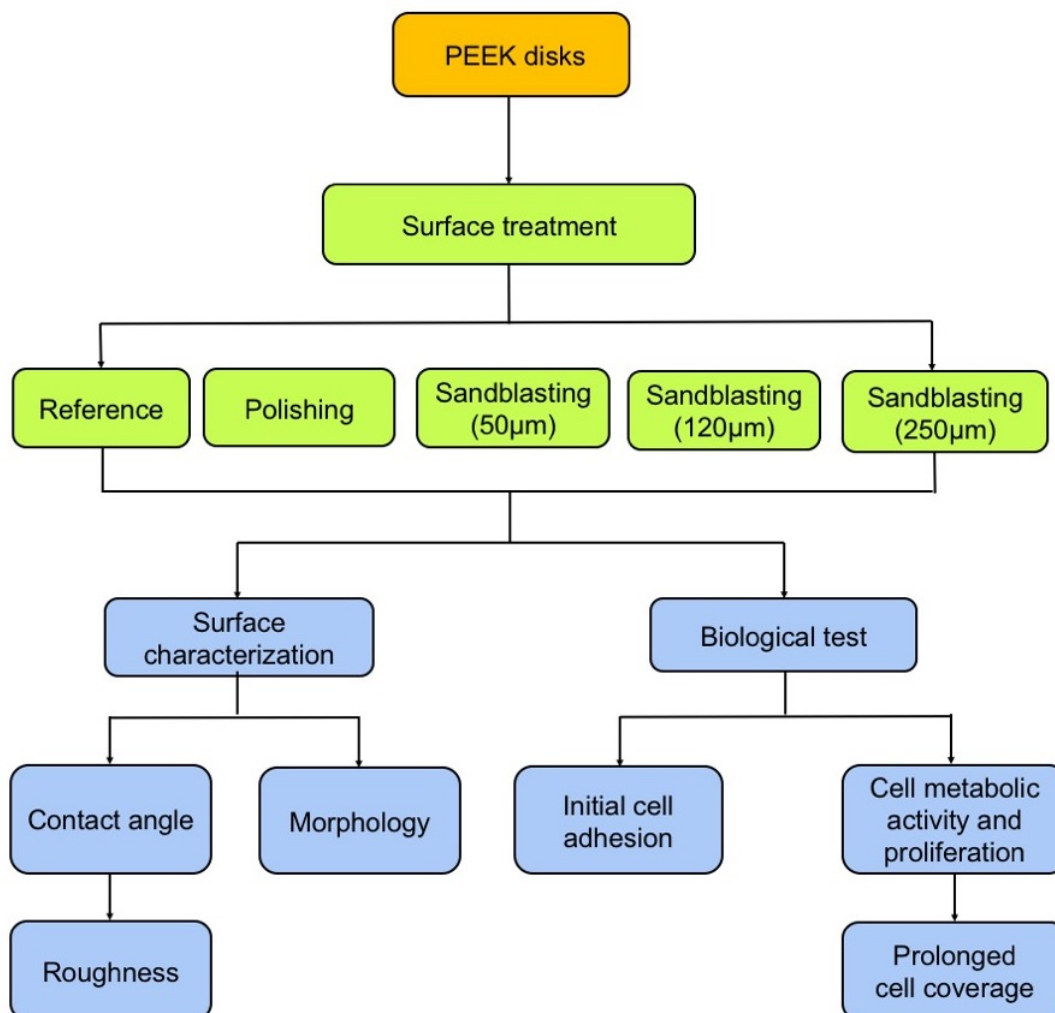 PEEK disks
Surface treatment
Reference
Polishing
Sandblasting
(50µm)
Sandblasting
(120µm)
Sandblasting
(250µm)
Surface
characterization
Biological test
Contact angle
Morphology
Initial cell
adhesion
Cell metabolic
activity and
proliferation
Roughness
Prolonged
cell coverage